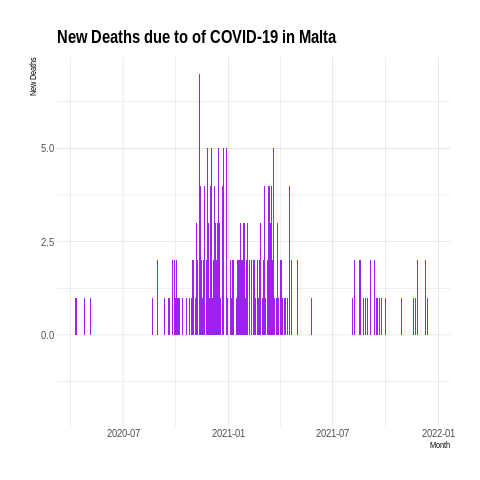 New Deaths due to of COVID-19 in Malta
New Deaths
5.0
2.5
0.0
2020-07
2021-01
2021-07
2022-01
Month